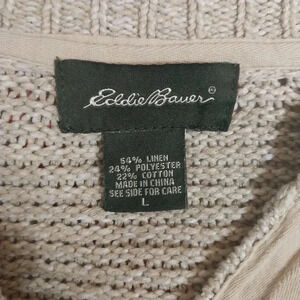 Eddie Bauer®
54% LINEN
24% POLYESTER
22% COTTON
MADE IN CHINA
SEE SIDE FOR CARE
L